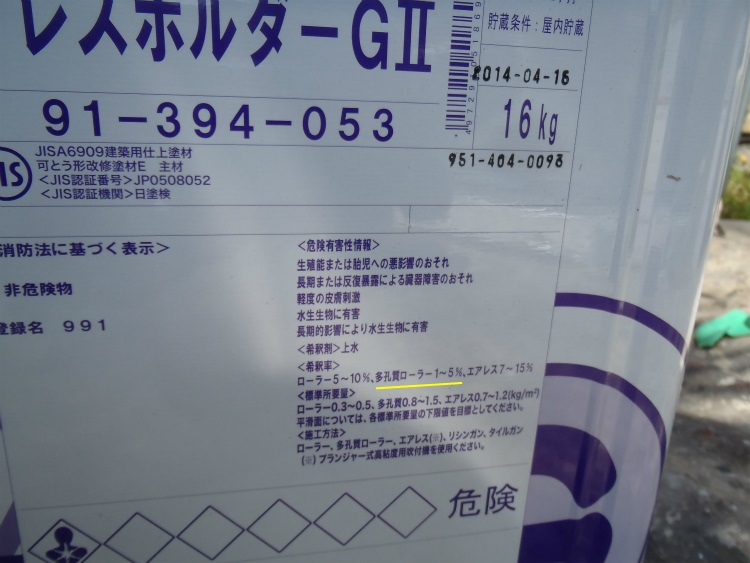 レスホルダーGⅡ
貯蔵条件：屋内貯蔵
2014-04-16
91-394-053
16kg
951-404-0093
JISA6909建築用仕上塗材
可とう形改修塗材E 主材
<JIS認証番号>JP0508052
<JIS認証機関>日塗検
消防法に基づく表示>
非危険物
登録名 991
<危険有害性情報>
生殖能または胎児への悪影響のおそれ
長期または反復暴露による臓器障害のおそれ
軽度の皮膚刺激
水生生物に有害
長期的影響により水生生物に有害
<希釈剤>上水
<希釈率>
ローラー5～10%、多孔質ローラー1～5%、エアレス7～15%
<標準所要量>
ローラー0.3～0.5、多孔質0.8～1.5、エアレス0.7～1.2(kg/m²)
平滑面については、各標準所要量の下限値を目標としてください。
<施工方法>
ローラー、多孔質ローラー、エアレス(※)、リシンガン、タイルガン
(※)プランジャー式高粘度用吹付機を使用ください。
危険